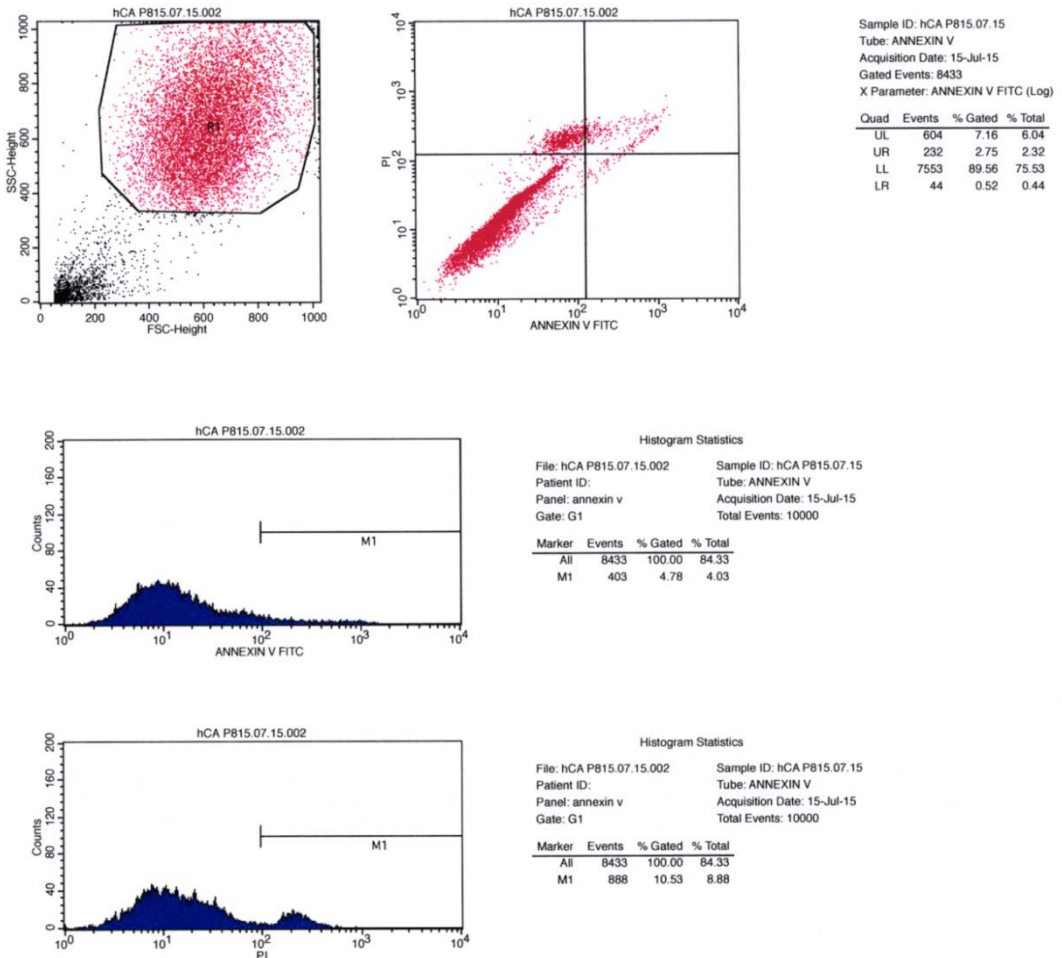 hCA P815.07.15.002
SSC-Height
0 200 400 600 800 1000
R1
0 200 400 600 800 1000
FSC-Height
hCA P815.07.15.002
PI
10^0 10^1 10^2 10^3 10^4
10^0 10^1 10^2 10^3 10^4
ANNEXIN V FITC
Sample ID: hCA P815.07.15
Tube: ANNEXIN V
Acquisition Date: 15-Jul-15
Gated Events: 8433
X Parameter: ANNEXIN V FITC (Log)
Quad Events % Gated % Total
UL 604 7.16 6.04
UR 232 2.75 2.32
LL 7553 89.56 75.53
LR 44 0.52 0.44
hCA P815.07.15.002
Counts
0 40 80 120 160 200
M1
10^0 10^1 10^2 10^3 10^4
ANNEXIN V FITC
Histogram Statistics
File: hCA P815.07.15.002 Sample ID: hCA P815.07.15
Patient ID: Tube: ANNEXIN V
Panel: annexin v Acquisition Date: 15-Jul-15
Gate: G1 Total Events: 10000
Marker Events % Gated % Total
All 8433 100.00 84.33
M1 403 4.78 4.03
hCA P815.07.15.002
Counts
0 40 80 120 160 200
M1
10^0 10^1 10^2 10^3 10^4
PI
Histogram Statistics
File: hCA P815.07.15.002 Sample ID: hCA P815.07.15
Patient ID: Tube: ANNEXIN V
Panel: annexin v Acquisition Date: 15-Jul-15
Gate: G1 Total Events: 10000
Marker Events % Gated % Total
All 8433 100.00 84.33
M1 888 10.53 8.88